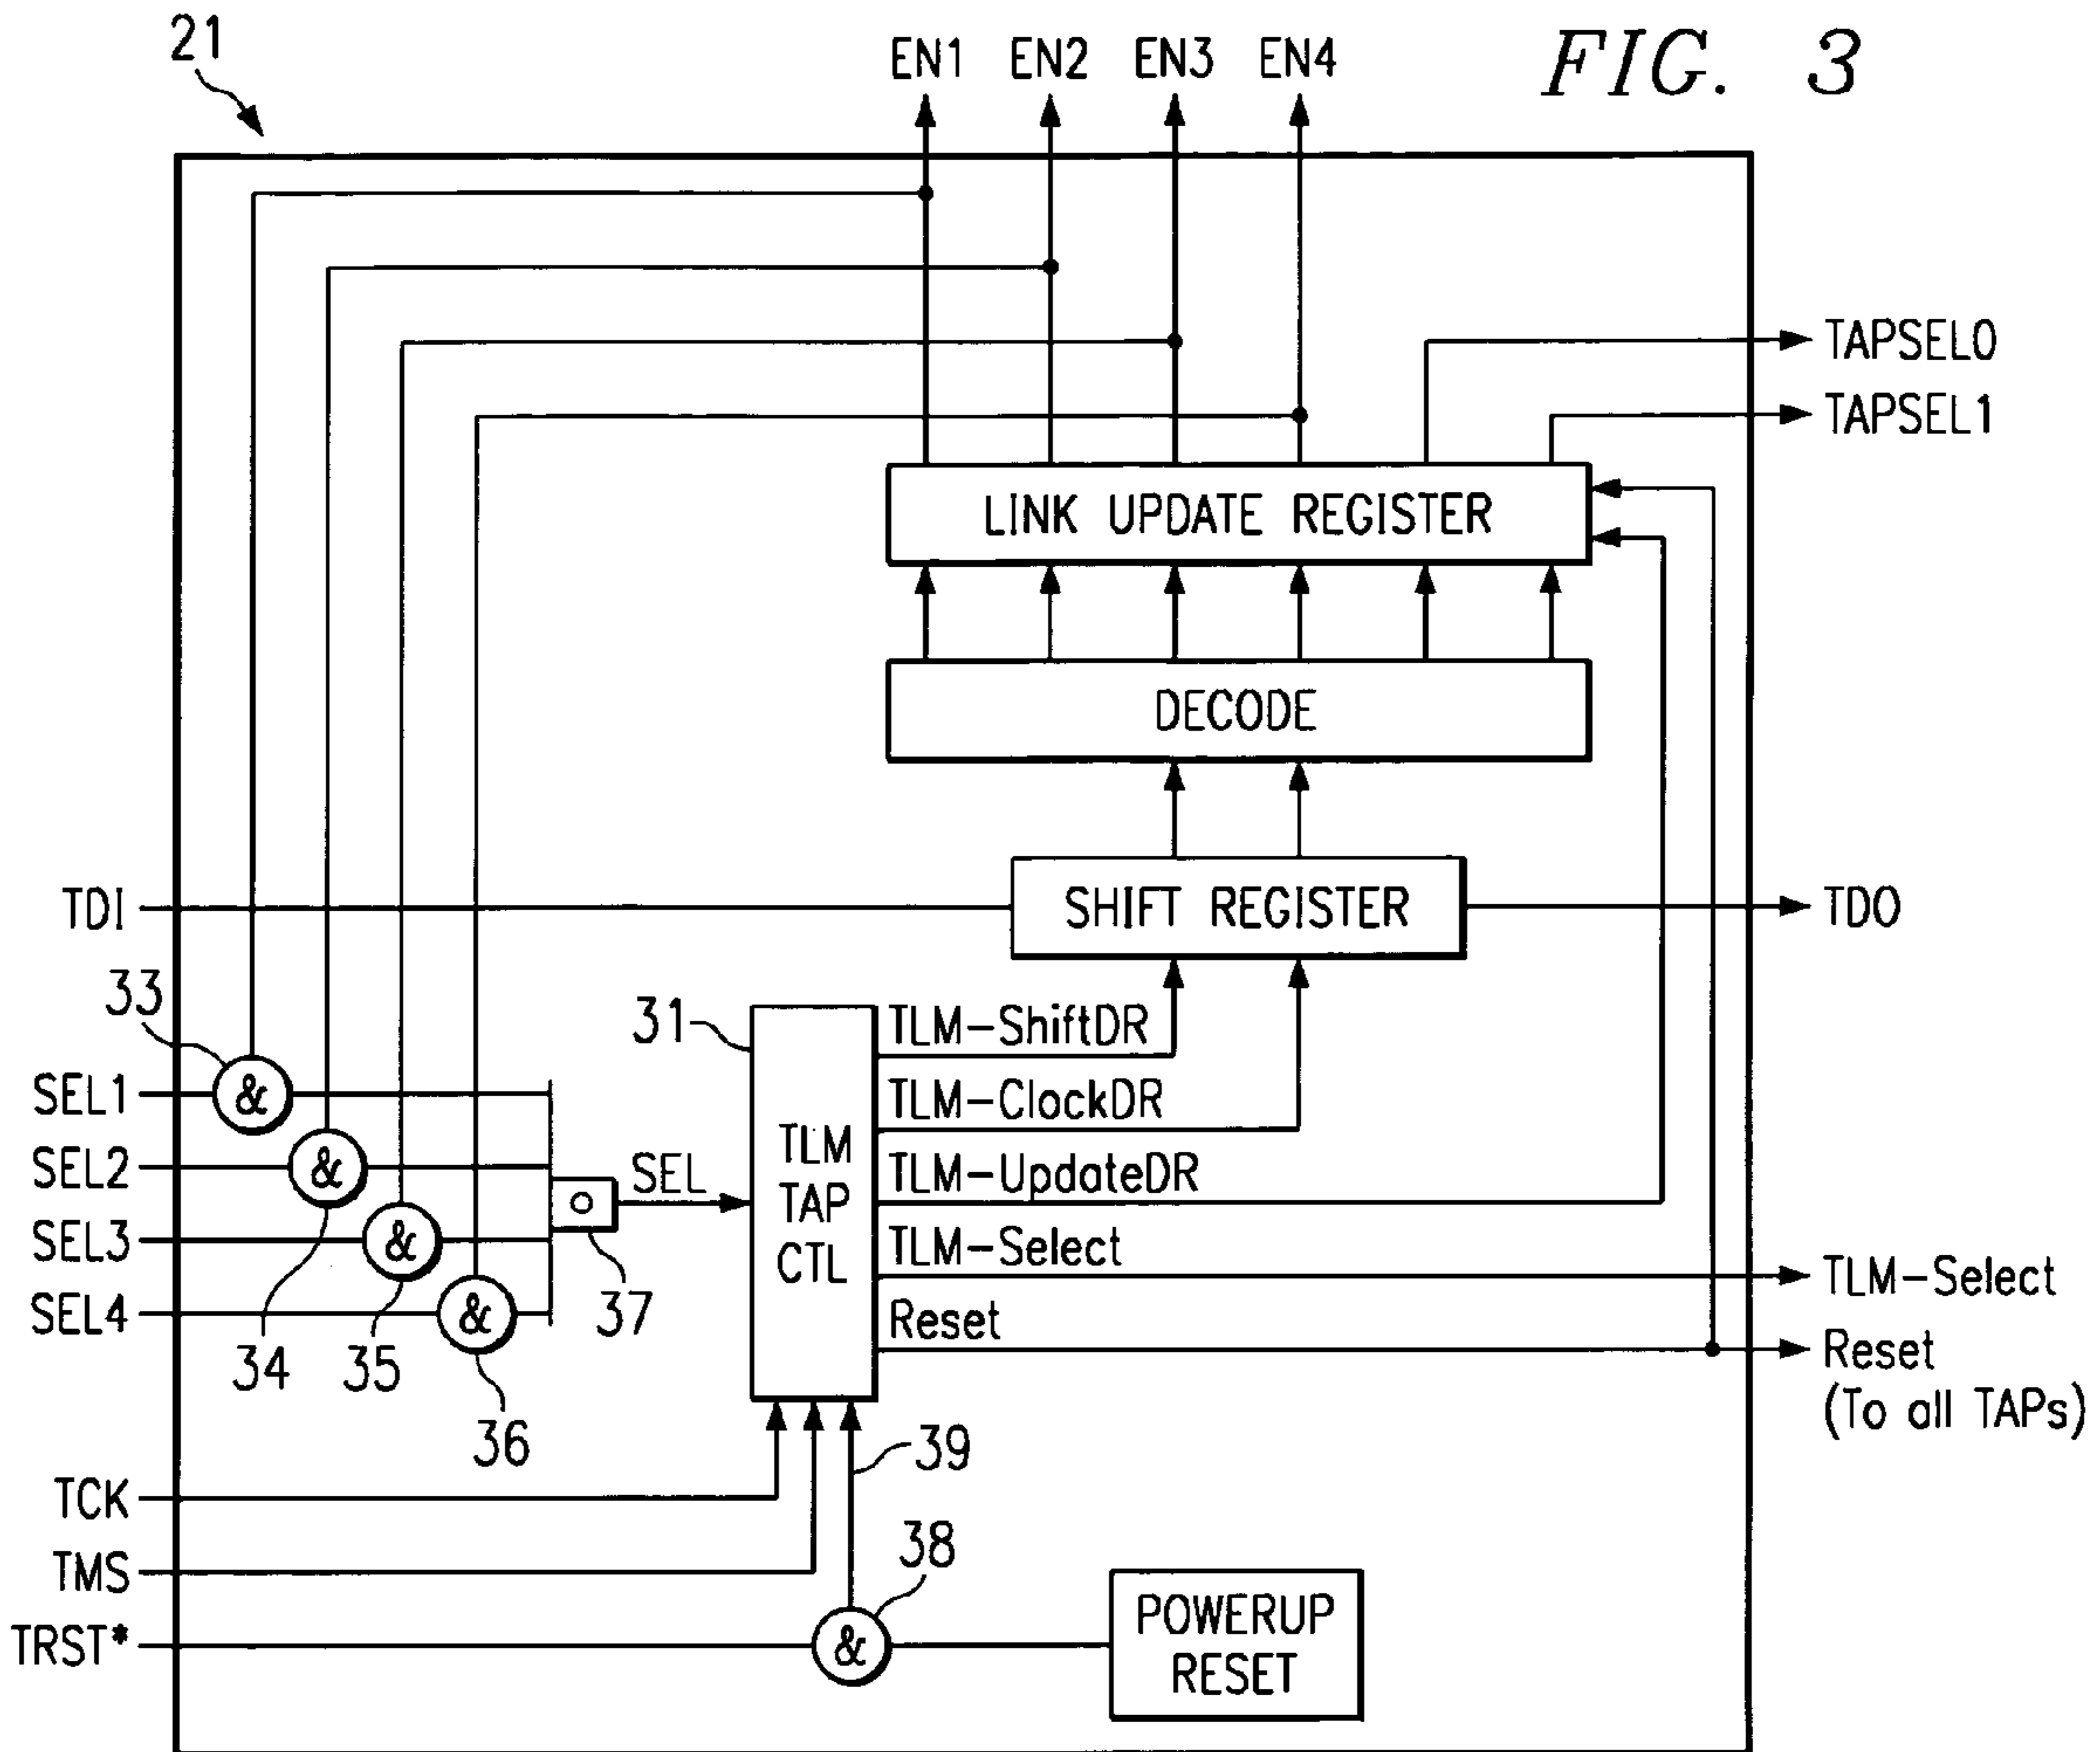 21
FIG. 3
EN1 EN2 EN3 EN4
TAPSEL0
TAPSEL1
LINK UPDATE REGISTER
DECODE
TDI
SHIFT REGISTER
TDO
33
31
TLM-ShiftDR
SEL1
&
TLM-ClockDR
SEL2
&
SEL
TLM
TAP
CTL
TLM-UpdateDR
SEL3
&
TLM-Select
TLM-Select
SEL4
&
37
Reset
Reset
(To all TAPs)
34
35
36
39
TCK
38
TMS
TRST*
&
POWERUP
RESET